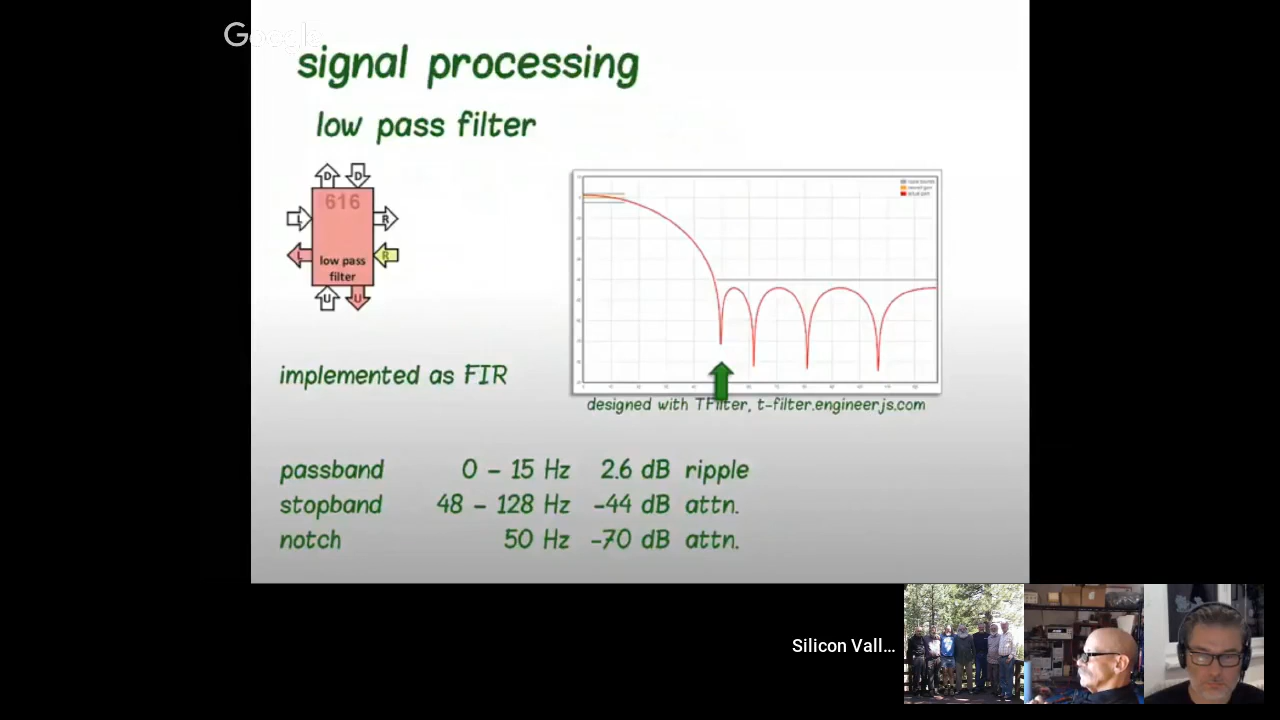 Google
signal processing
low pass filter
D D
616
L R
L R
low pass
filter
U U
implemented as FIR
designed with TFilter, t-filter.engineerjs.com
passband 0 – 15 Hz 2.6 dB ripple
stopband 48 – 128 Hz -44 dB attn.
notch 50 Hz -70 dB attn.
Silicon Vall...